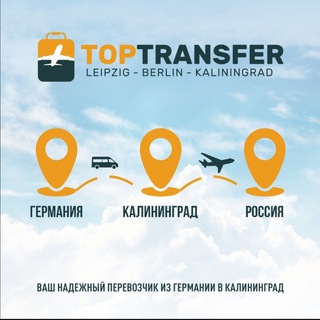 TOPTRANSFER
LEIPZIG - BERLIN - KALININGRAD
ГЕРМАНИЯ КАЛИНИНГРАД РОССИЯ
ВАШ НАДЕЖНЫЙ ПЕРЕВОЗЧИК ИЗ ГЕРМАНИИ В КАЛИНИНГРАД